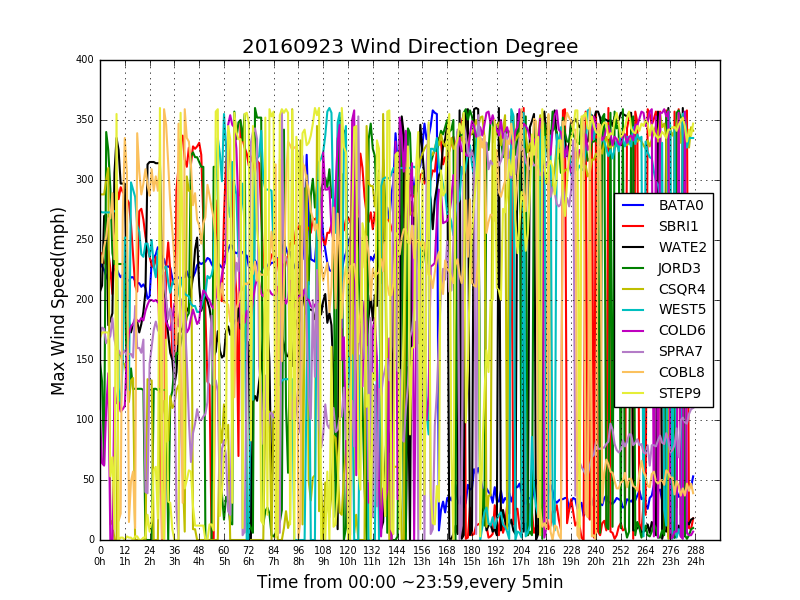 20160923 Wind Direction Degree
Max Wind Speed(mph)
400
350
300
250
200
150
100
50
0
BATA0
SBRI1
WATE2
JORD3
CSQR4
WEST5
COLD6
SPRA7
COBL8
STEP9
0 12 24 36 48 60 72 84 96 108 120 132 144 156 168 180 192 204 216 228 240 252 264 276 288
0h 1h 2h 3h 4h 5h 6h 7h 8h 9h 10h 11h 12h 13h 14h 15h 16h 17h 18h 19h 20h 21h 22h 23h 24h
Time from 00:00 ~23:59,every 5min